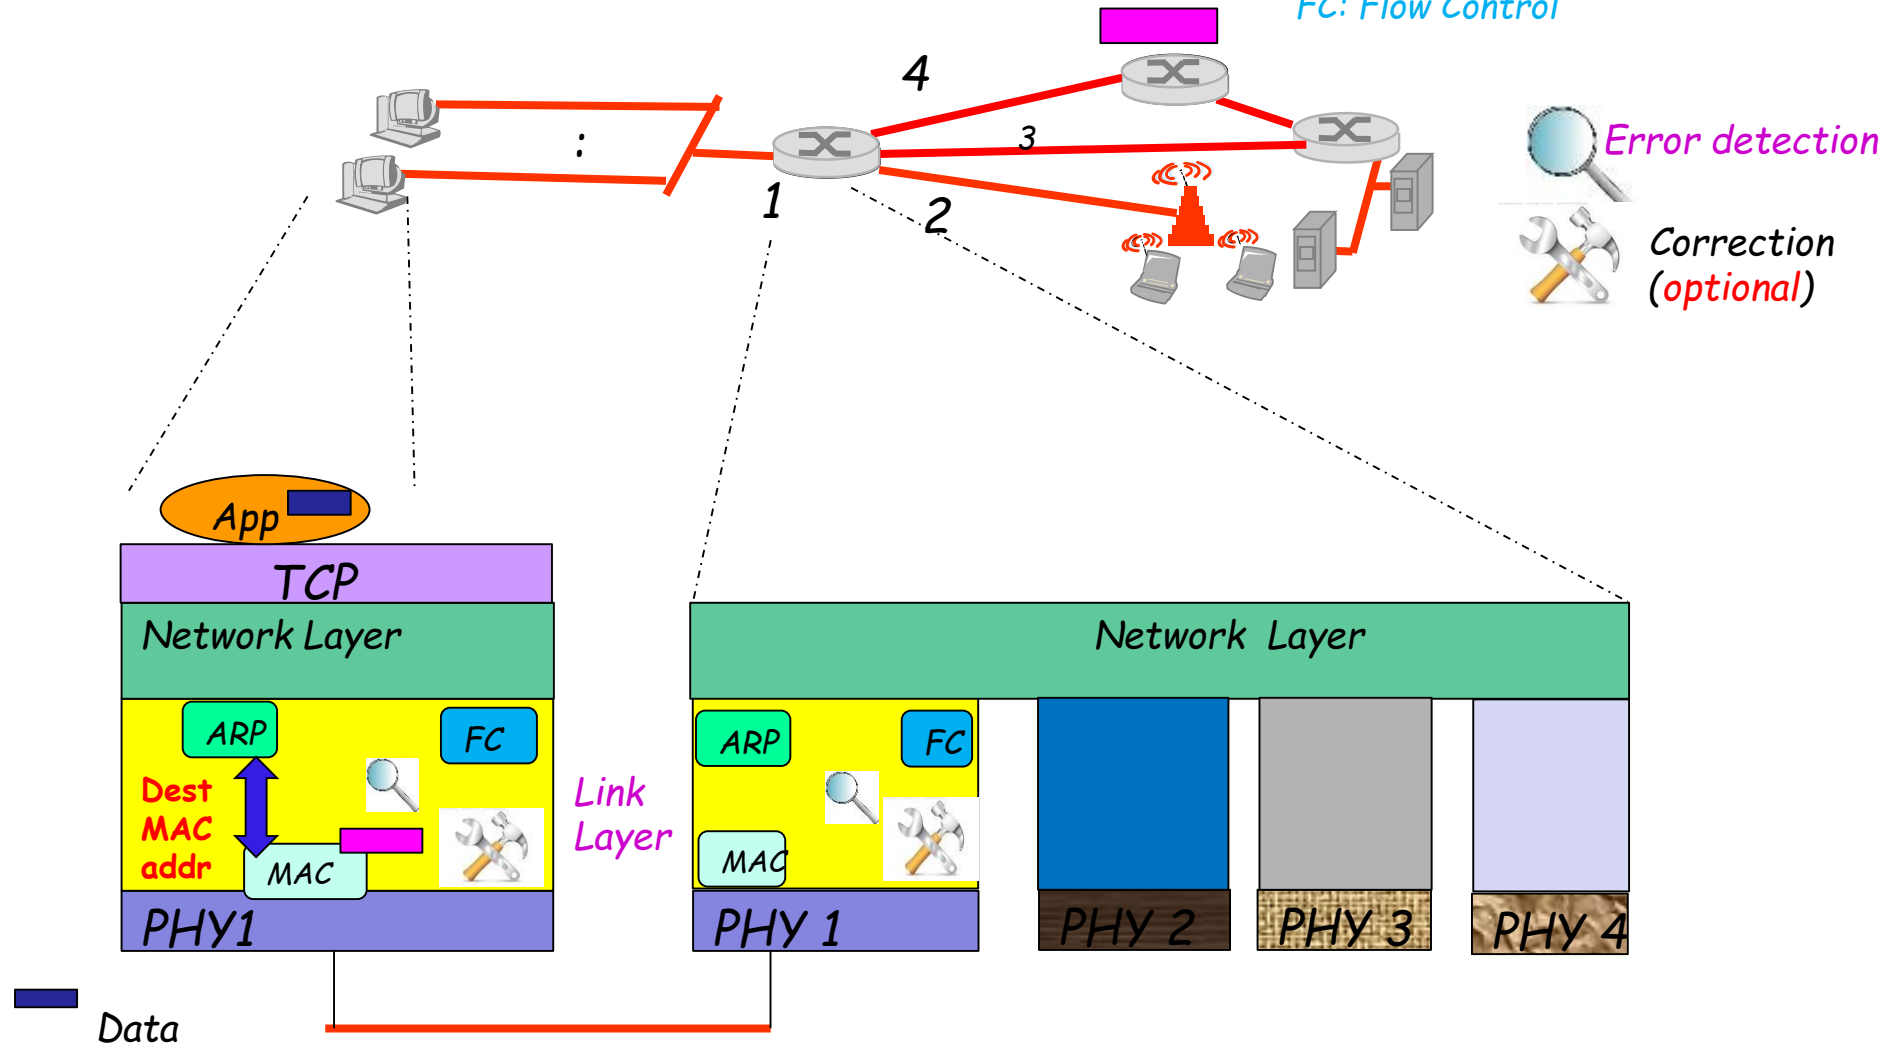 FC: Flow Control
4
:
3
Error detection
1
2
Correction
(optional)
App
TCP
Network Layer
Network Layer
ARP
FC
ARP
FC
Dest
MAC
addr
Link
Layer
MAC
MAC
PHY1
PHY 1
PHY 2
PHY 3
PHY 4
Data